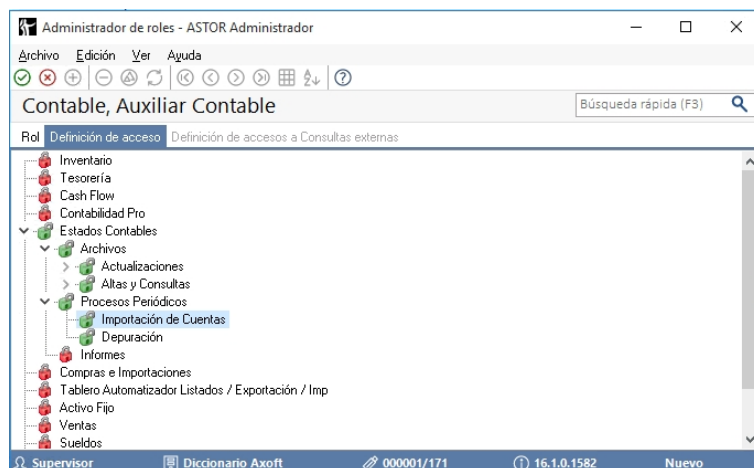 Administrador de roles - ASTOR Administrador
Archivo Edición Ver Ayuda
Contable, Auxiliar Contable
Búsqueda rápida (F3)
Rol Definición de acceso Definición de accesos a Consultas externas
Inventario
Tesorería
Cash Flow
Contabilidad Pro
Estados Contables
Archivos
Actualizaciones
Altas y Consultas
Procesos Periódicos
Importación de Cuentas
Depuración
Informes
Compras e Importaciones
Tablero Automatizador Listados / Exportación / Imp
Activo Fijo
Ventas
Sueldos
Supervisor Diccionario Axoft 000001/171 16.1.0.1582 Nuevo